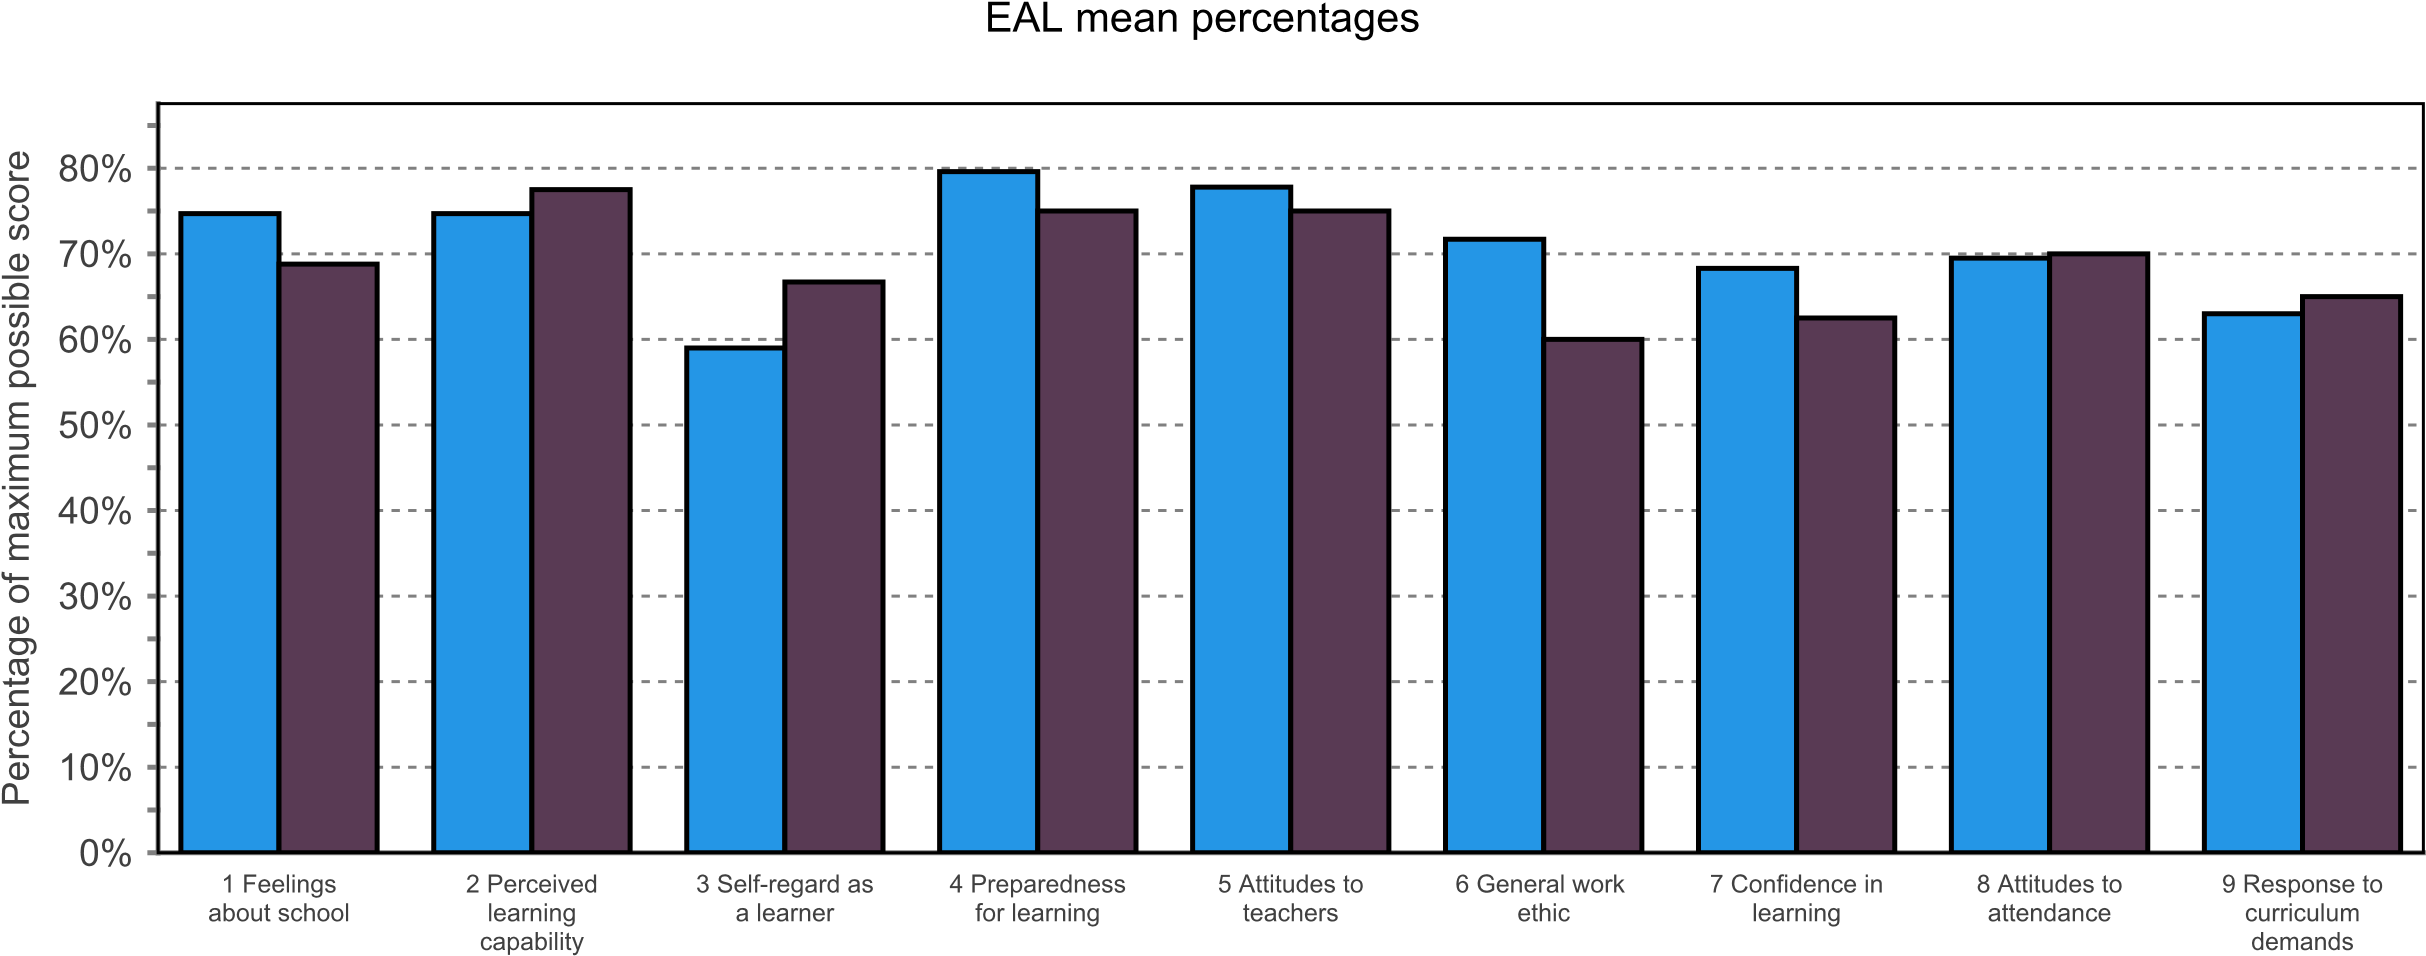 EAL mean percentages
Percentage of maximum possible score
80%
70%
60%
50%
40%
30%
20%
10%
0%
1 Feelings
about school
2 Perceived
learning
capability
3 Self-regard as
a learner
4 Preparedness
for learning
5 Attitudes to
teachers
6 General work
ethic
7 Confidence in
learning
8 Attitudes to
attendance
9 Response to
curriculum
demands